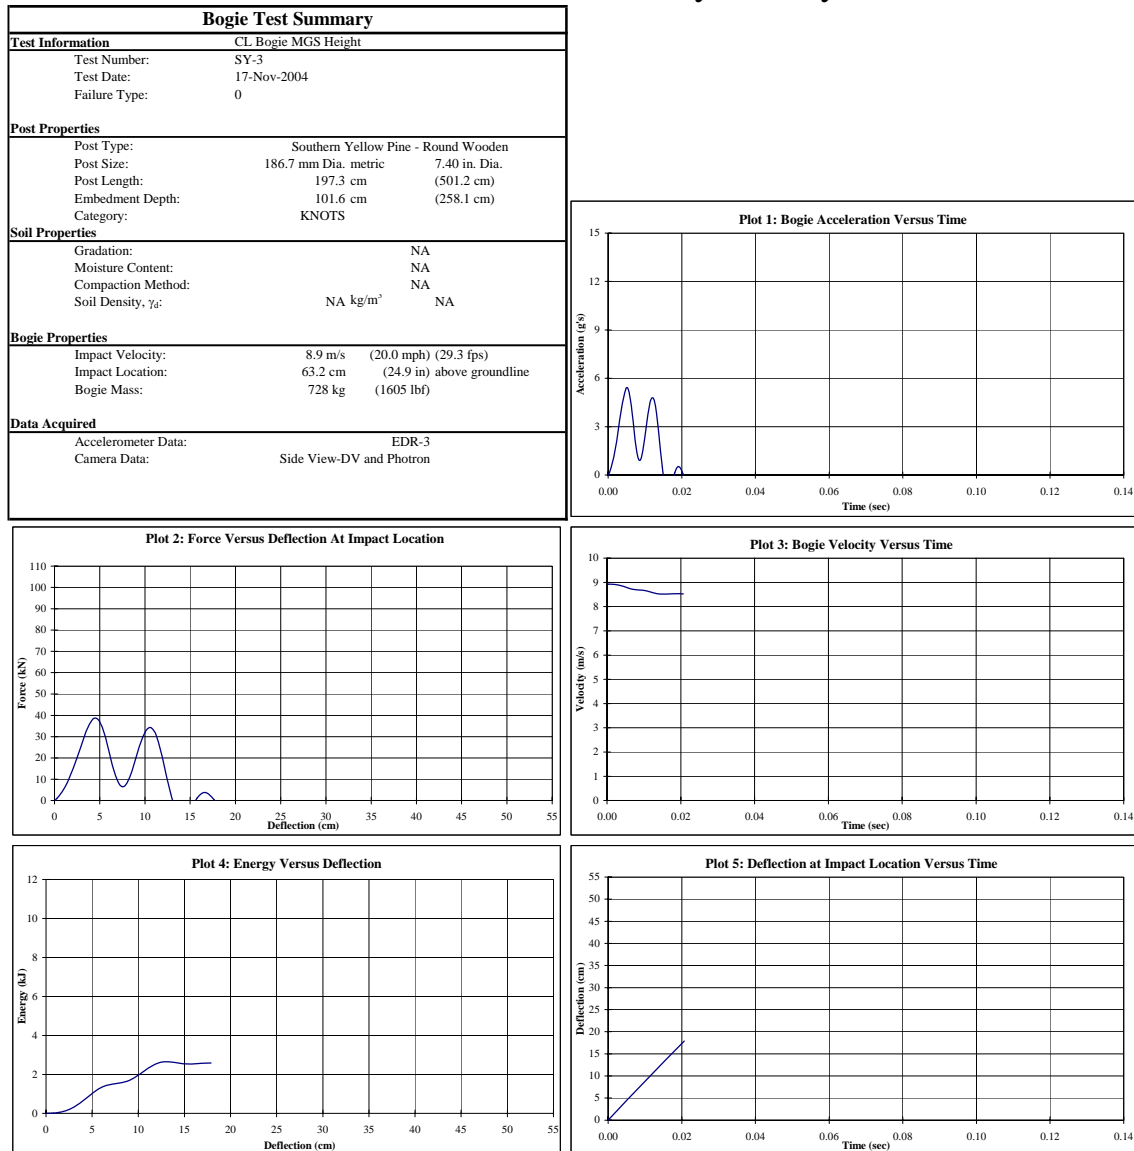 Bogie Test Summary
Test Information CL Bogie MGS Height
Test Number: SY-3
Test Date: 17-Nov-2004
Failure Type: 0
Post Properties
Post Type: Southern Yellow Pine - Round Wooden
Post Size: 186.7 mm Dia. metric 7.40 in. Dia.
Post Length: 197.3 cm (501.2 cm)
Embedment Depth: 101.6 cm (258.1 cm)
Category: KNOTS
Soil Properties
Gradation: NA
Moisture Content: NA
Compaction Method: NA
Soil Density, γd: NA kg/m³ NA
Bogie Properties
Impact Velocity: 8.9 m/s (20.0 mph) (29.3 fps)
Impact Location: 63.2 cm (24.9 in) above groundline
Bogie Mass: 728 kg (1605 lbf)
Data Acquired
Accelerometer Data: EDR-3
Camera Data: Side View-DV and Photron
Plot 1: Bogie Acceleration Versus Time
15
12
9
6
3
0
Acceleration (g's)
0.00 0.02 0.04 0.06 0.08 0.10 0.12 0.14
Time (sec)
Plot 2: Force Versus Deflection At Impact Location
110
100
90
80
70
60
50
40
30
20
10
0
Force (kN)
0 5 10 15 20 25 30 35 40 45 50 55
Deflection (cm)
Plot 3: Bogie Velocity Versus Time
10
9
8
7
6
5
4
3
2
1
0
Velocity (m/s)
0.00 0.02 0.04 0.06 0.08 0.10 0.12 0.14
Time (sec)
Plot 4: Energy Versus Deflection
12
10
8
6
4
2
0
Energy (kJ)
0 5 10 15 20 25 30 35 40 45 50 55
Deflection (cm)
Plot 5: Deflection at Impact Location Versus Time
55
50
45
40
35
30
25
20
15
10
5
0
Deflection (cm)
0.00 0.02 0.04 0.06 0.08 0.10 0.12 0.14
Time (sec)